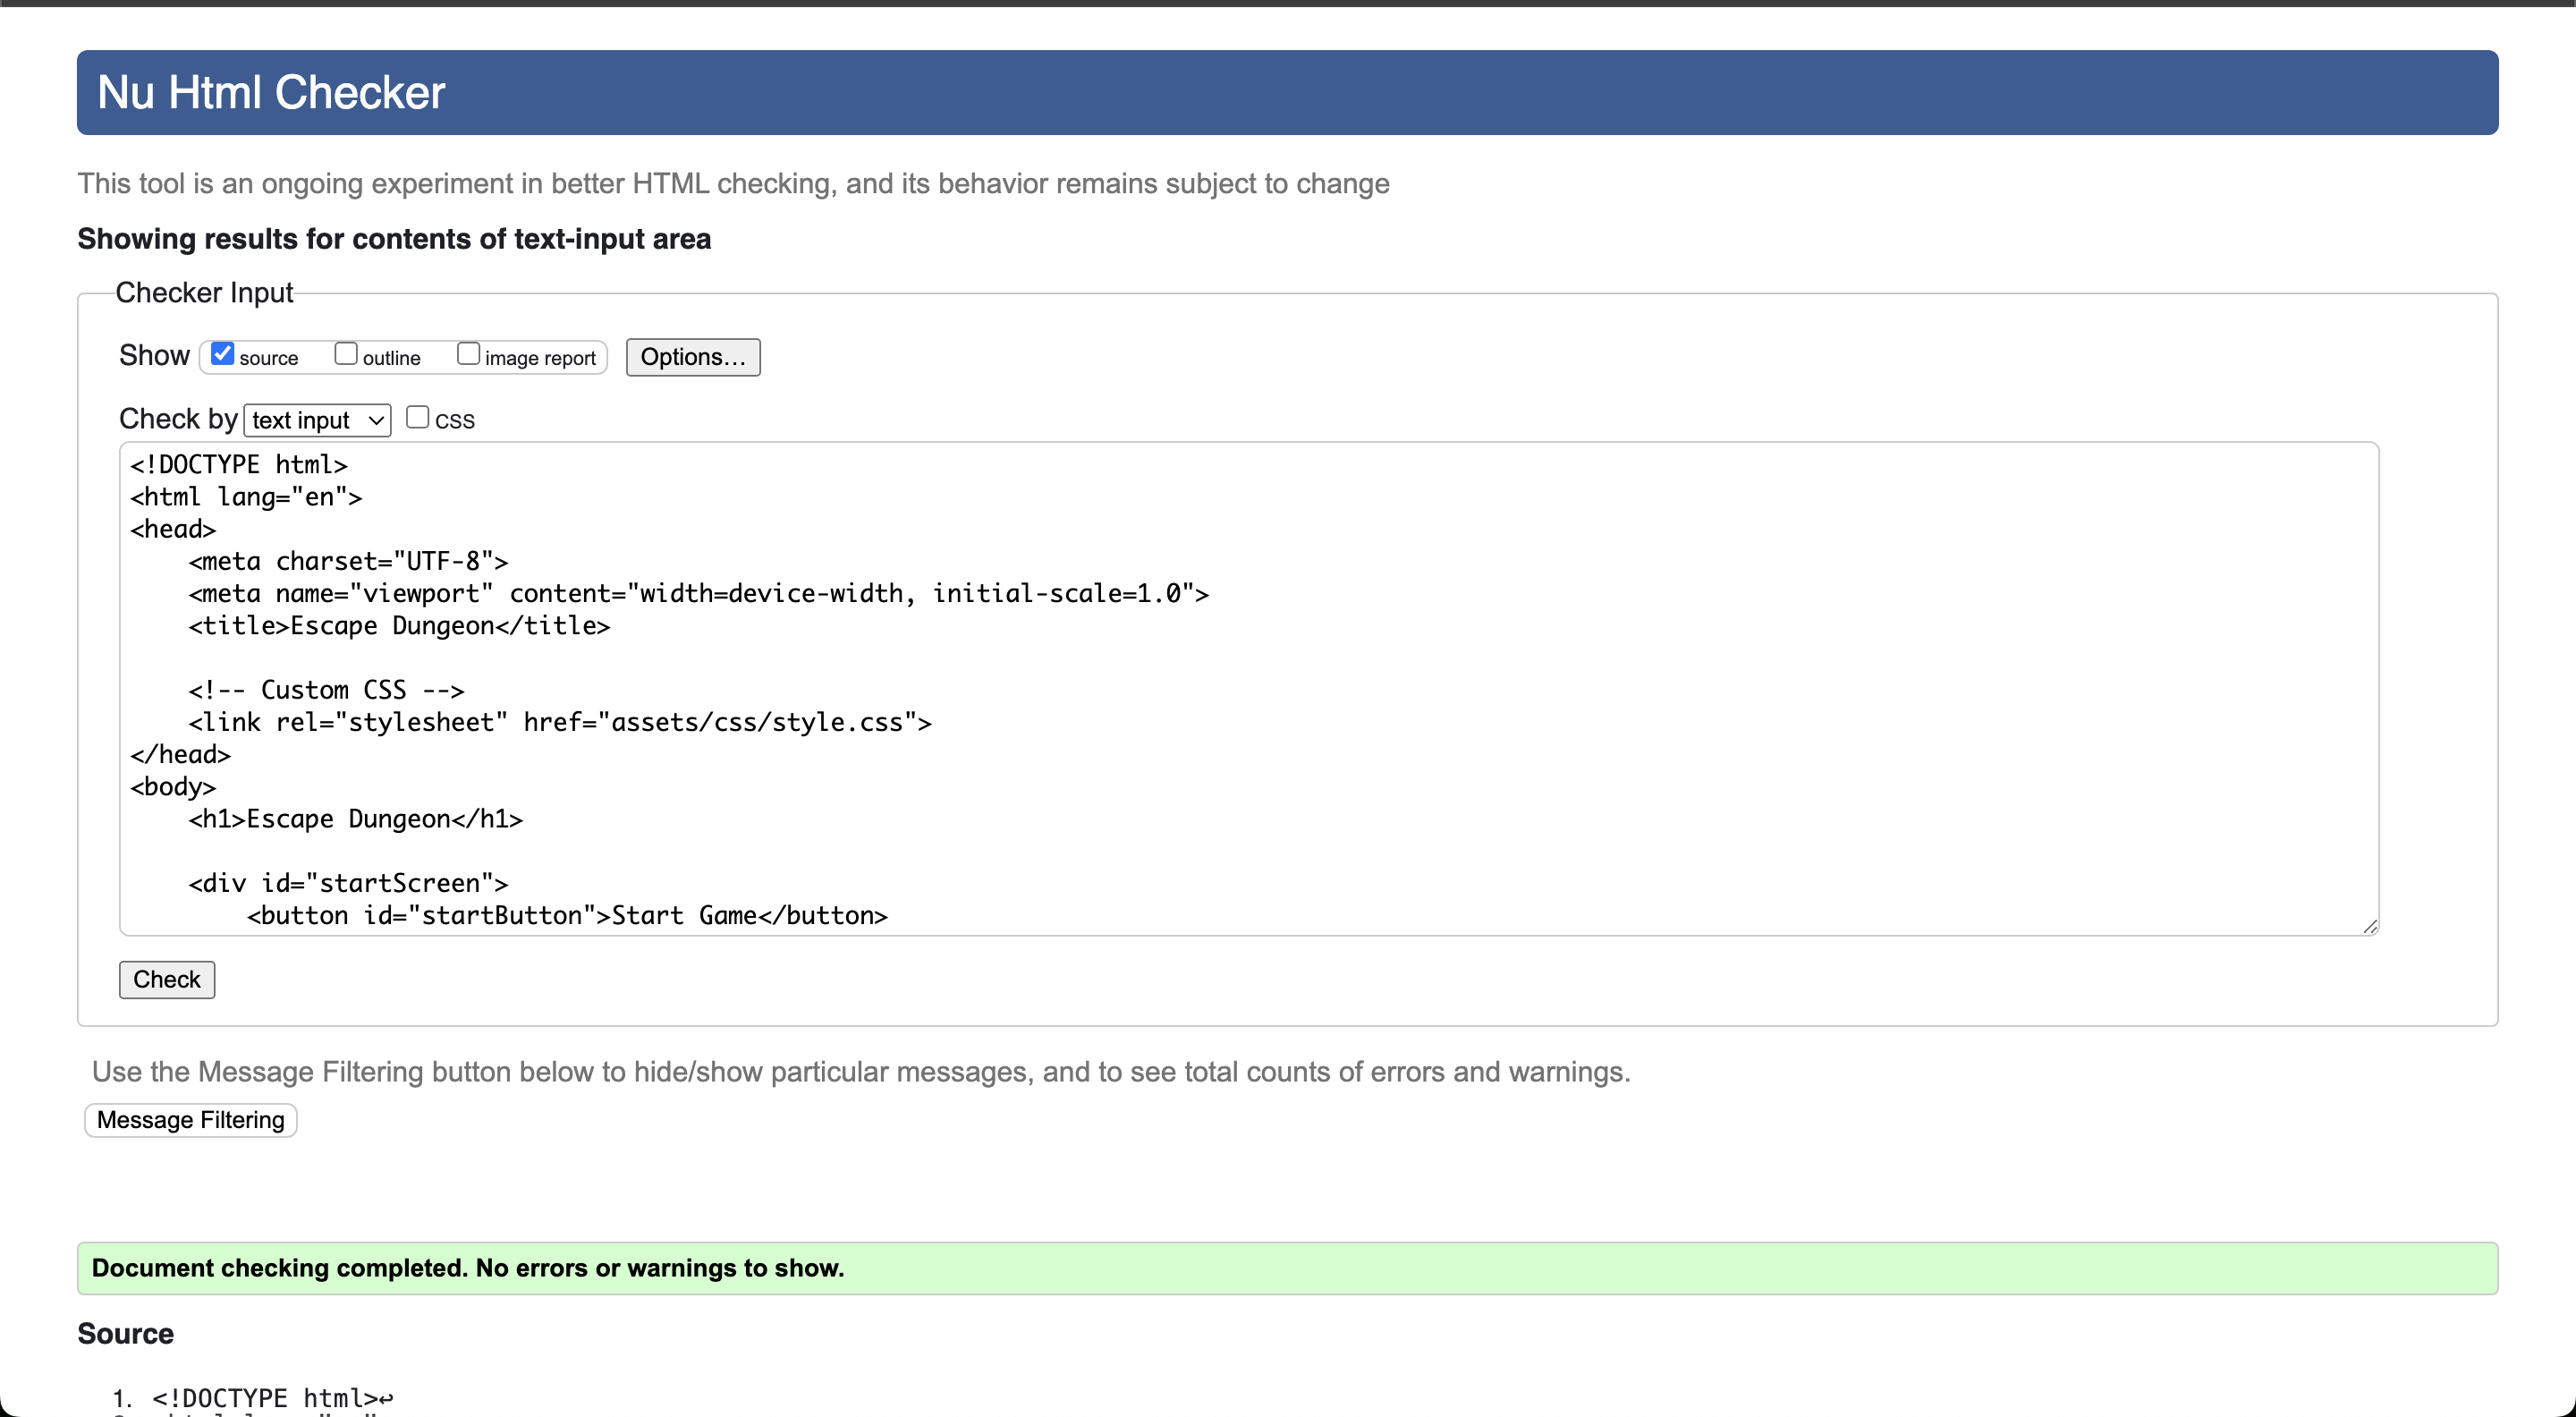 Nu Html Checker
This tool is an ongoing experiment in better HTML checking, and its behavior remains subject to change
Showing results for contents of text-input area
Checker Input
Show source outline image report Options…
Check by text input CSS
<!DOCTYPE html>
<html lang="en">
<head>
    <meta charset="UTF-8">
    <meta name="viewport" content="width=device-width, initial-scale=1.0">
    <title>Escape Dungeon</title>

    <!-- Custom CSS -->
    <link rel="stylesheet" href="assets/css/style.css">
</head>
<body>
    <h1>Escape Dungeon</h1>

    <div id="startScreen">
        <button id="startButton">Start Game</button>
Check
Use the Message Filtering button below to hide/show particular messages, and to see total counts of errors and warnings.
Message Filtering
Document checking completed. No errors or warnings to show.
Source
1. <!DOCTYPE html>↩